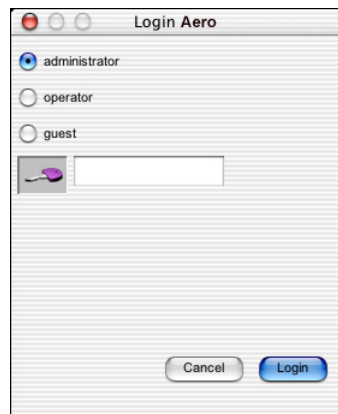 Login Aero
administrator
operator
guest
Cancel Login